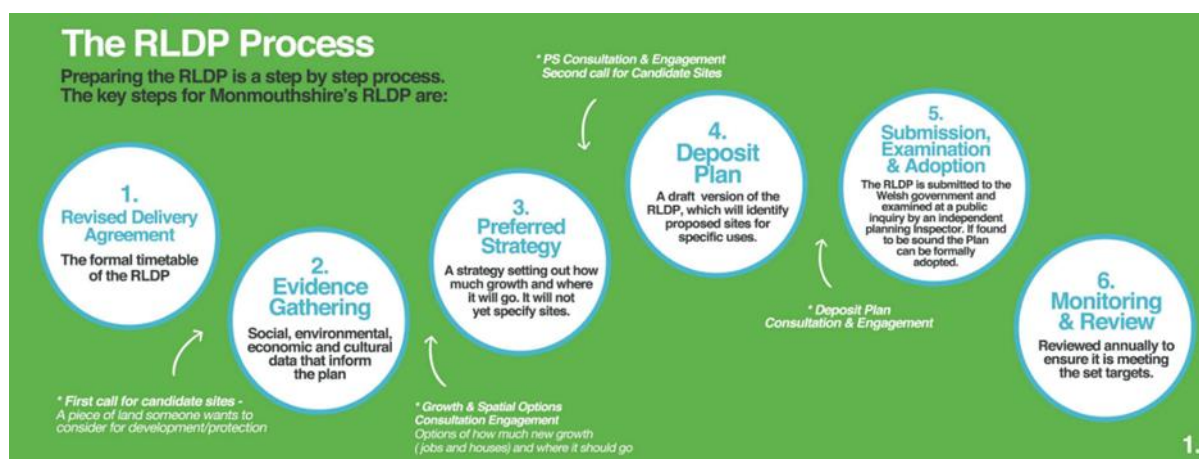 The RLDP Process
Preparing the RLDP is a step by step process.
The key steps for Monmouthshire's RLDP are:
1.
Revised Delivery
Agreement
The formal timetable
of the RLDP
* First call for candidate sites -
A piece of land someone wants to
consider for development/protection
2.
Evidence
Gathering
Social, environmental,
economic and cultural
data that inform
the plan
* Growth & Spatial Options
Consultation Engagement
Options of how much new growth
(jobs and houses) and where it should go
3.
Preferred
Strategy
A strategy setting out how
much growth and where
it will go. It will not
yet specify sites.
* PS Consultation & Engagement
Second call for Candidate Sites
4.
Deposit
Plan
A draft version of the
RLDP, which will identify
proposed sites for
specific uses.
* Deposit Plan
Consultation & Engagement
5.
Submission,
Examination
& Adoption
The RLDP is submitted to the
Welsh government and
examined at a public
inquiry by an independent
planning Inspector. If found
to be sound the Plan
can be formally
adopted.
6.
Monitoring
& Review
Reviewed annually to
ensure it is meeting
the set targets.
1.